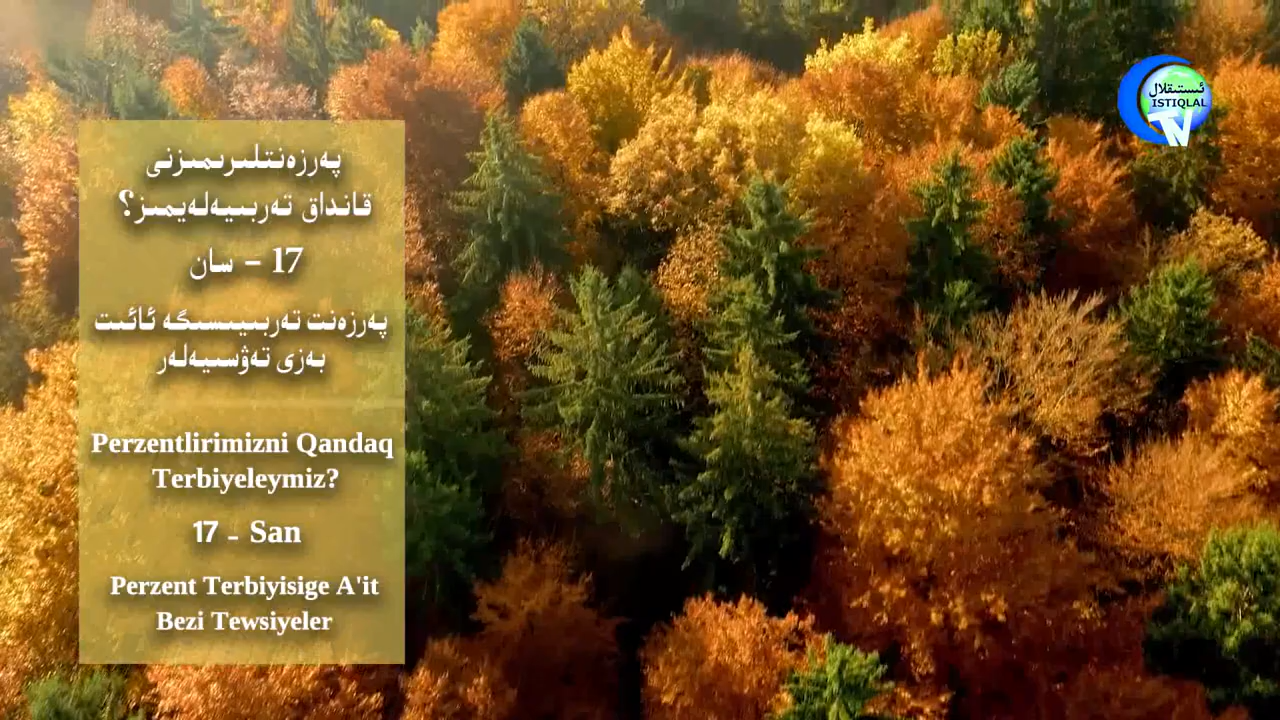 پەرزەنتلىرىمىزنى
قانداق تەربىيەلەيمىز؟
17 - سان
پەرزەنت تەربىيىسىگە ئائىت
بەزى تەۋسىيەلەر
Perzentlirimizni Qandaq
Terbiyeleymiz?
17 - San
Perzent Terbiyisige A'it
Bezi Tewsiyeler
ئىستىقلال
ISTIQLAL
TV